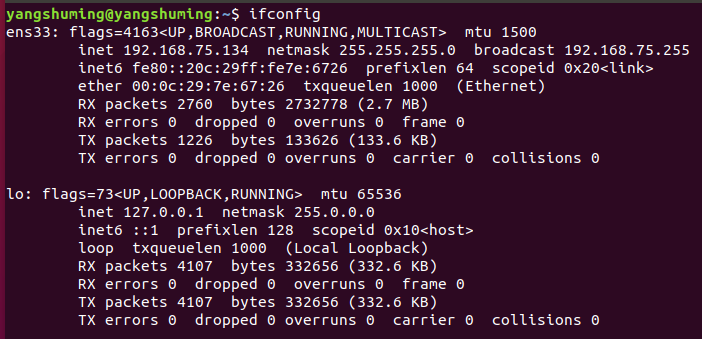 yangshuming@yangshuming:~$ ifconfig
ens33: flags=4163<UP,BROADCAST,RUNNING,MULTICAST>  mtu 1500
        inet 192.168.75.134  netmask 255.255.255.0  broadcast 192.168.75.255
        inet6 fe80::20c:29ff:fe7e:6726  prefixlen 64  scopeid 0x20<link>
        ether 00:0c:29:7e:67:26  txqueuelen 1000  (Ethernet)
        RX packets 2760  bytes 2732778 (2.7 MB)
        RX errors 0  dropped 0  overruns 0  frame 0
        TX packets 1226  bytes 133626 (133.6 KB)
        TX errors 0  dropped 0 overruns 0  carrier 0  collisions 0

lo: flags=73<UP,LOOPBACK,RUNNING>  mtu 65536
        inet 127.0.0.1  netmask 255.0.0.0
        inet6 ::1  prefixlen 128  scopeid 0x10<host>
        loop  txqueuelen 1000  (Local Loopback)
        RX packets 4107  bytes 332656 (332.6 KB)
        RX errors 0  dropped 0  overruns 0  frame 0
        TX packets 4107  bytes 332656 (332.6 KB)
        TX errors 0  dropped 0 overruns 0  carrier 0  collisions 0